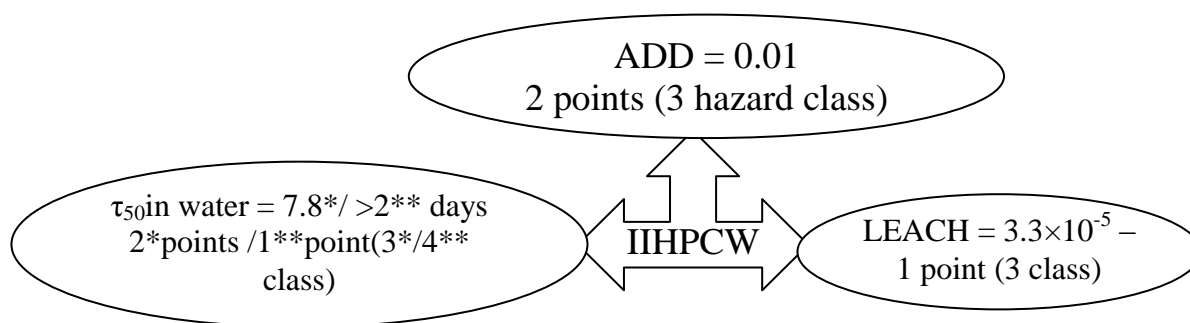 ADD = 0.01
2 points (3 hazard class)
τ₅₀in water = 7.8*/ >2** days
2*points /1**point(3*/4**
class)
IIHPCW
LEACH = 3.3×10⁻⁵ –
1 point (3 class)